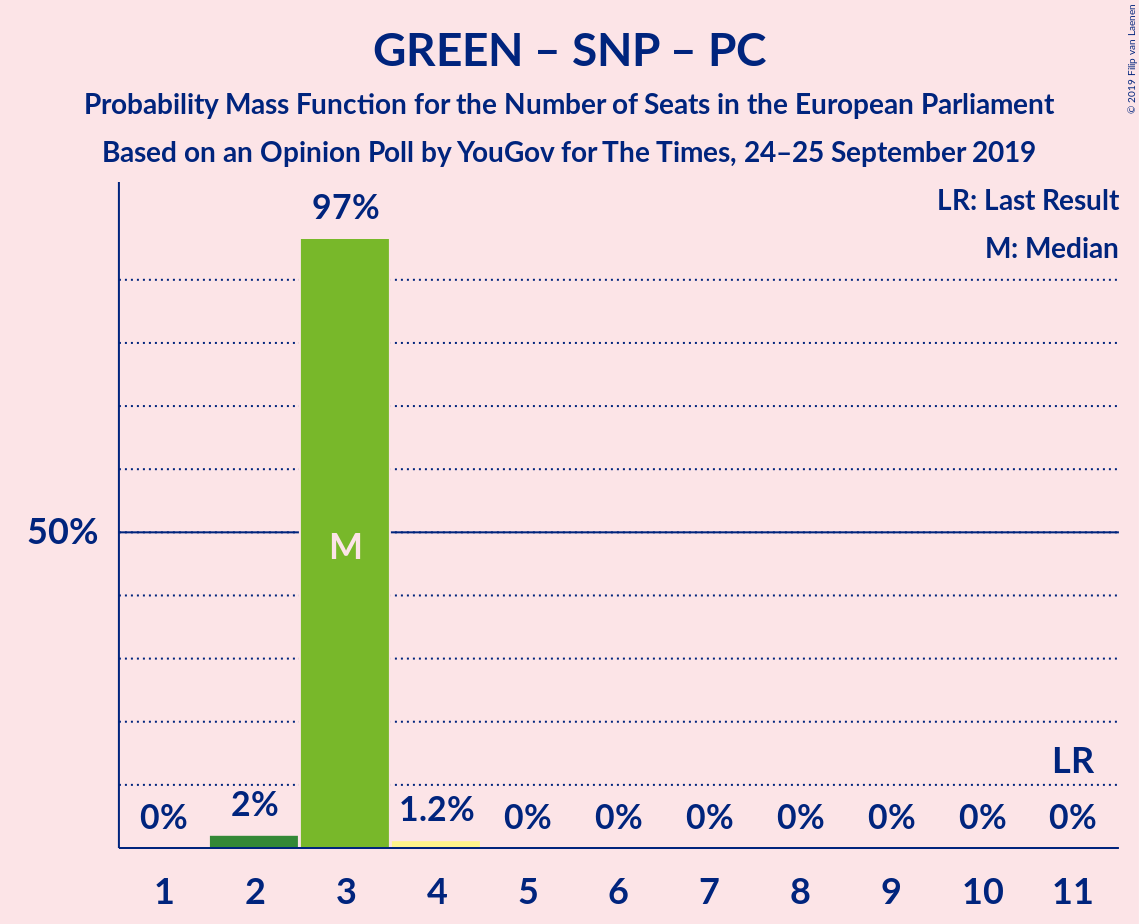 GREEN – SNP – PC
Probability Mass Function for the Number of Seats in the European Parliament
Based on an Opinion Poll by YouGov for The Times, 24–25 September 2019
© 2019 Filip van Laenen
LR: Last Result
M: Median
97%
50%
M
LR
0%
2%
1.2%
0%
0%
0%
0%
0%
0%
0%
1 2 3 4 5 6 7 8 9 10 11